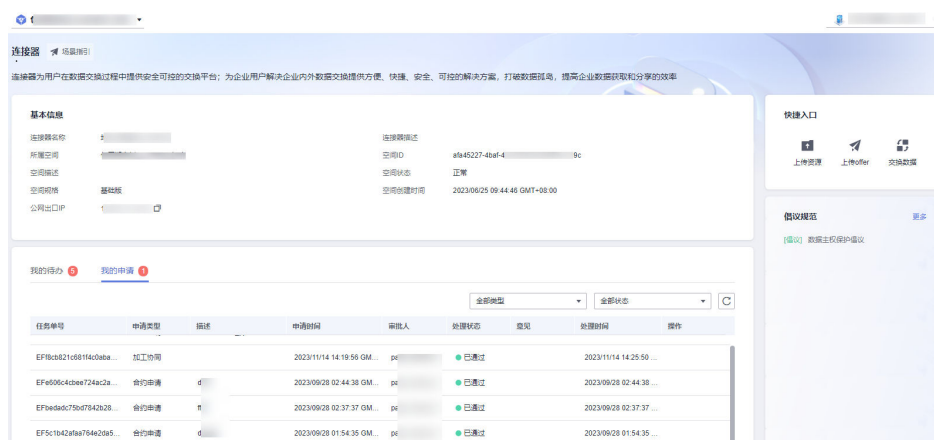 连接器 场景指引
连接器为用户在数据交换过程中提供安全可控的交换平台；为企业用户解决企业内外数据交换提供方便、快捷、安全、可控的解决方案，打破数据孤岛，提高企业数据获取和分享的效率
基本信息
连接器名称
连接器描述
所属空间
空间ID afa45227-4baf-4 9c
空间描述
空间状态 正常
空间规格 基础版
空间创建时间 2023/06/25 09:44:46 GMT+08:00
公网出口IP
快捷入口
上传资源 上传offer 交换数据
倡议规范 更多
[倡议] 数据主权保护倡议
我的待办 5 我的申请 1
全部类型 全部状态
任务单号 申请类型 描述 申请时间 审批人 处理状态 意见 处理时间 操作
EFf8cb821c681f4c0aba... 加工协同 2023/11/14 14:19:56 GM... pa 已通过 2023/11/14 14:25:50 ...
EFe606c4cbee724ac2a... 合约申请 d 2023/09/28 02:44:38 GM... pa 已通过 2023/09/28 02:44:38 ...
EFbedadc75bd7842b28... 合约申请 2023/09/28 02:37:37 GM... pa 已通过 2023/09/28 02:37:37 ...
EF5c1b42afaa764e2da5... 合约申请 d 2023/09/28 01:54:35 GM... pa 已通过 2023/09/28 01:54:35 ...